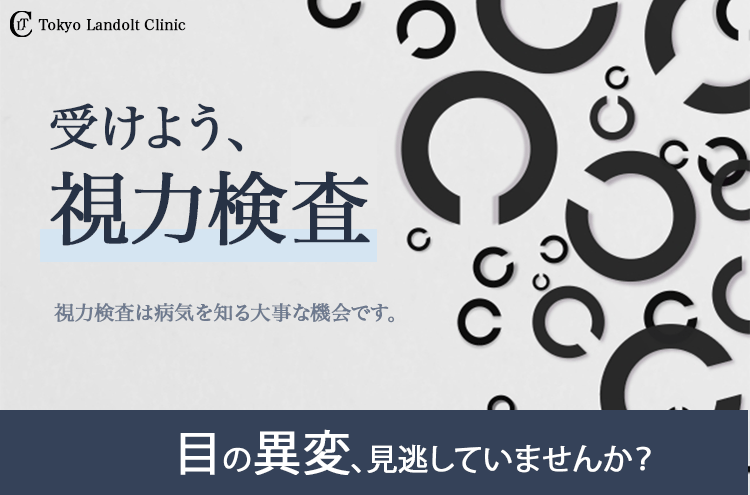 Tokyo Landolt Clinic
受けよう、
視力検査
視力検査は病気を知る大事な機会です。
目の異変、見逃していませんか？